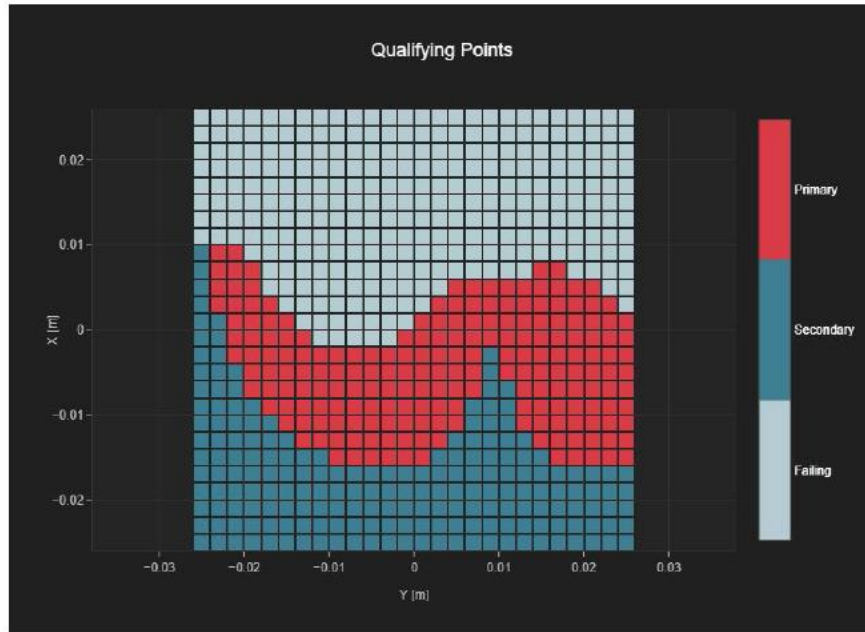 Qualifying Points
0.02
0.01
0
−0.01
−0.02
X [m]
−0.03
−0.02
−0.01
0
0.01
0.02
0.03
Y [m]
Primary
Secondary
Failing